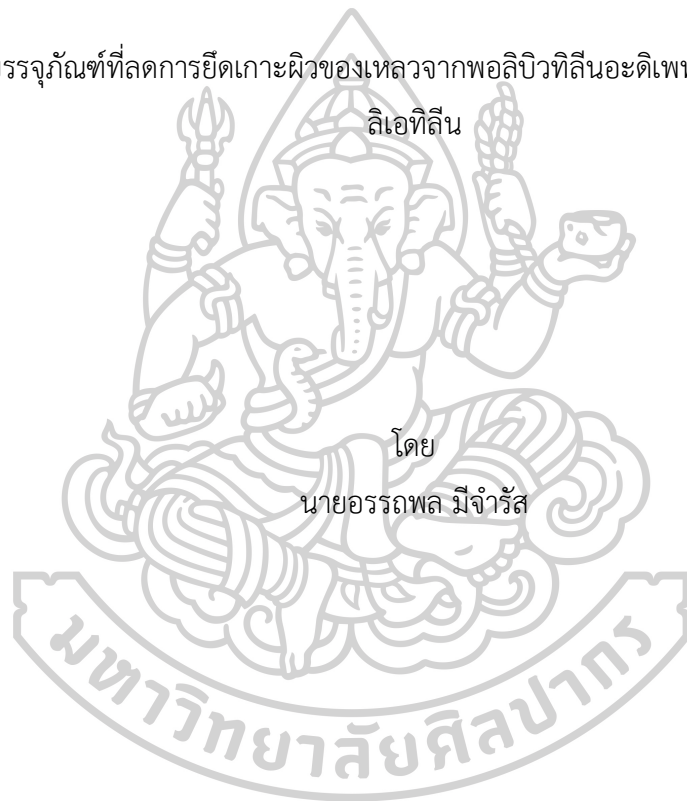 รรจุภัณฑ์ที่ลดการยึดเกาะผิวของเหลวจากพอลิบิวทิลีนอะดิเพ
ลิเอทิลีน
โดย
นายอรรถพล มีจำรัส
มหาวิทยาลัยศิลปากร